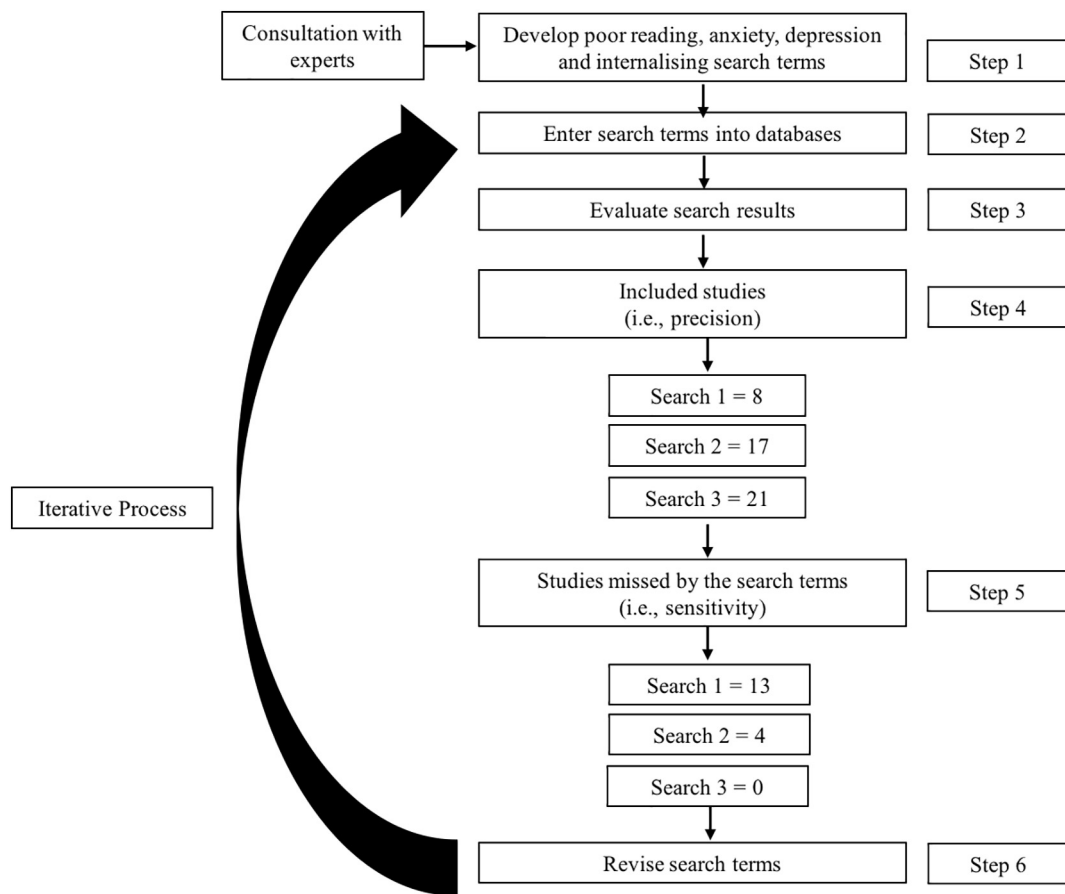 Consultation with
experts
Develop poor reading, anxiety, depression
and internalising search terms
Step 1
Enter search terms into databases
Step 2
Evaluate search results
Step 3
Included studies
(i.e., precision)
Step 4
Search 1 = 8
Search 2 = 17
Search 3 = 21
Iterative Process
Studies missed by the search terms
(i.e., sensitivity)
Step 5
Search 1 = 13
Search 2 = 4
Search 3 = 0
Revise search terms
Step 6